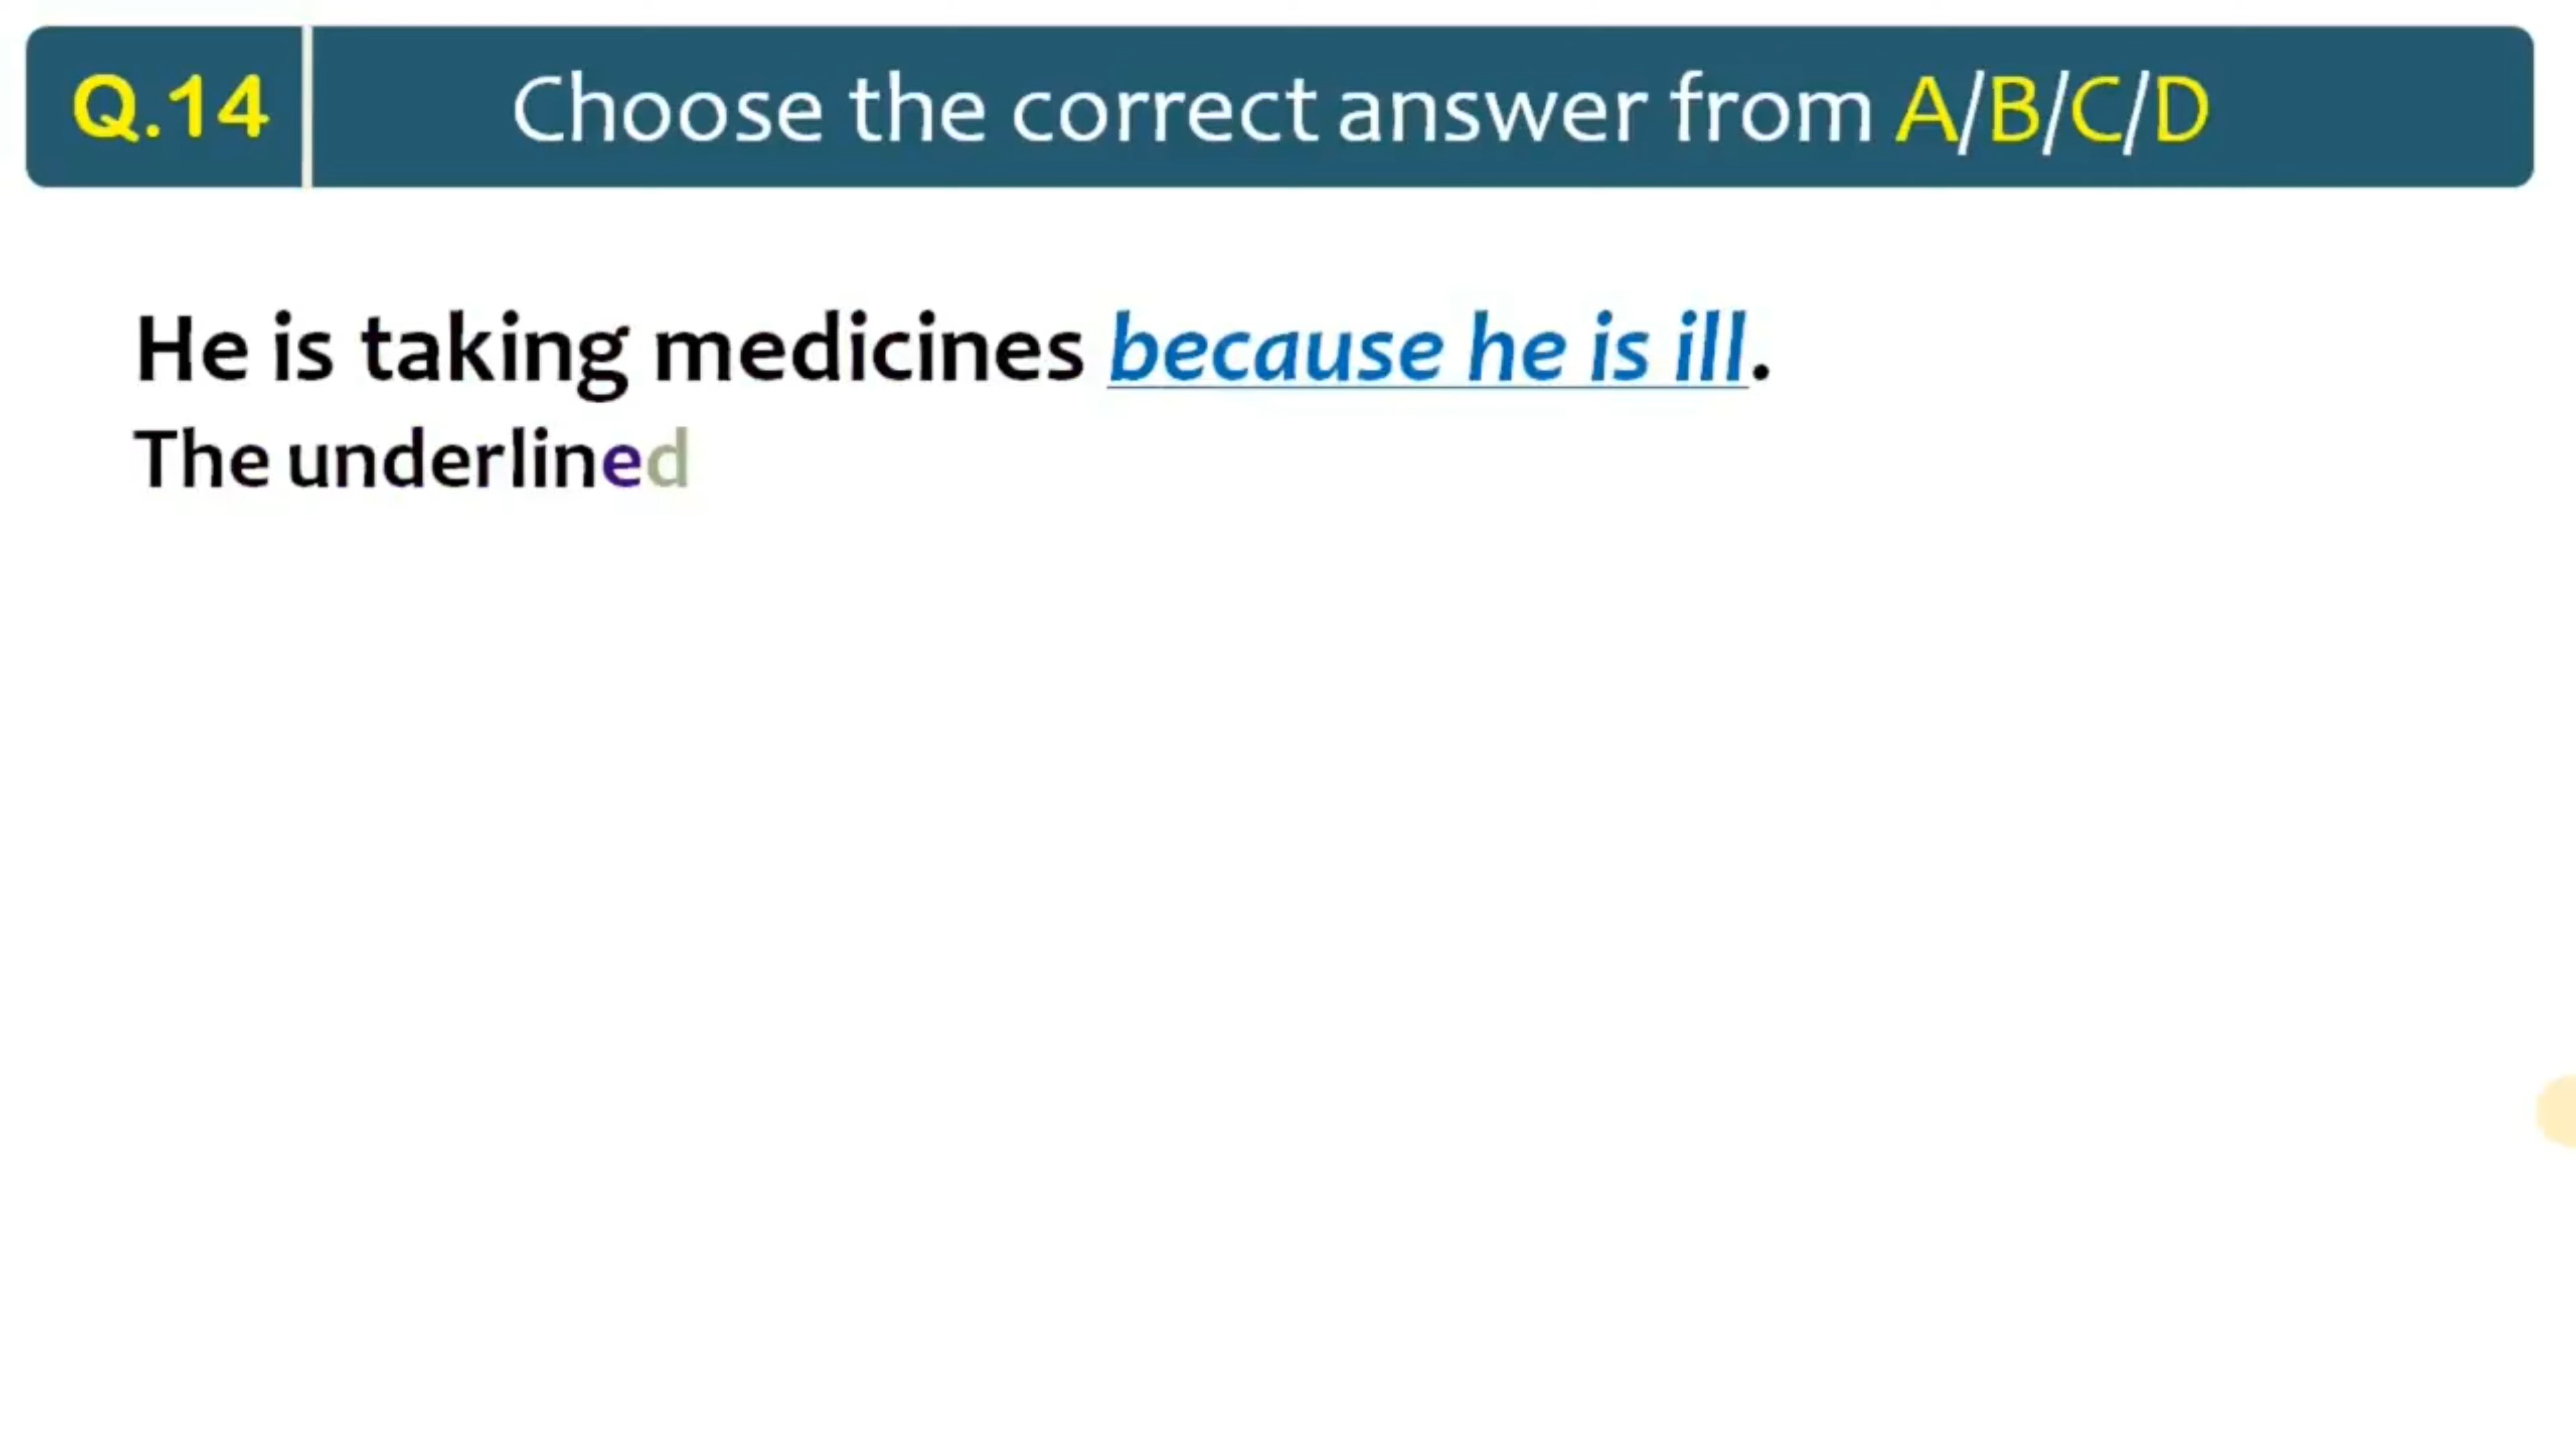 Q.14 Choose the correct answer from A/B/C/D
He is taking medicines because he is ill.
The underlined